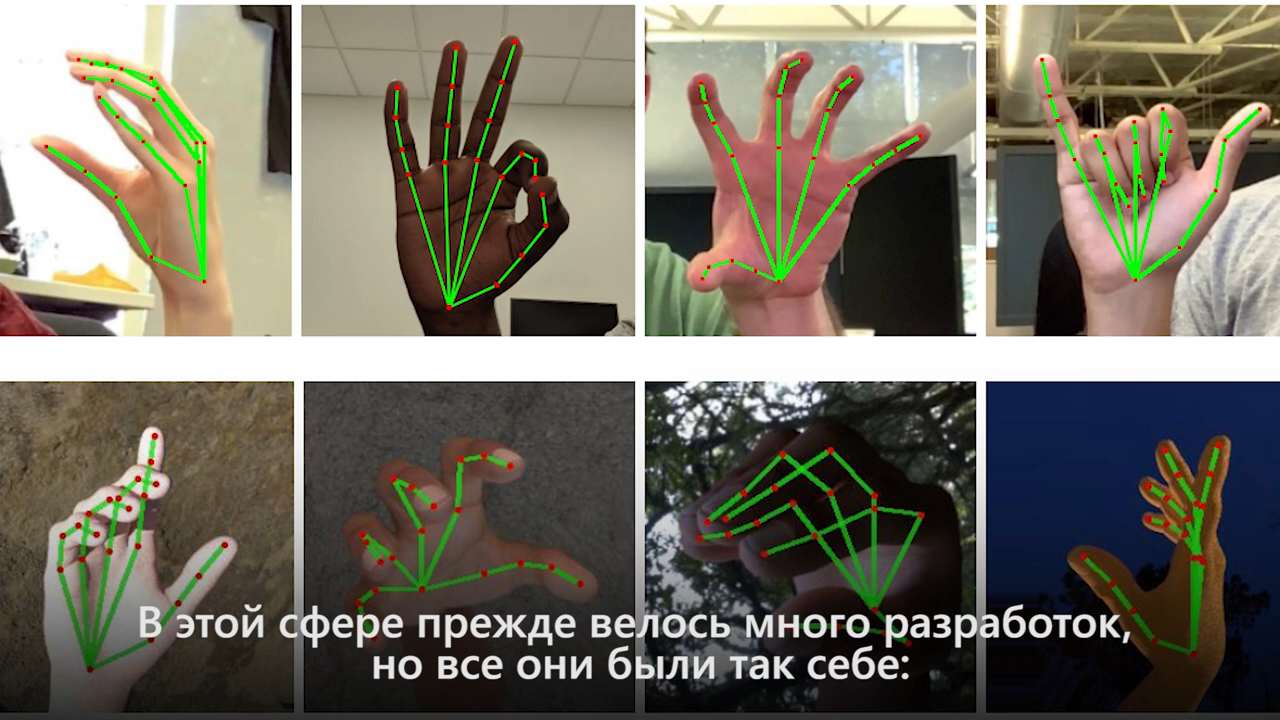 В этой сфере прежде велось много разработок,
но все они были так себе: